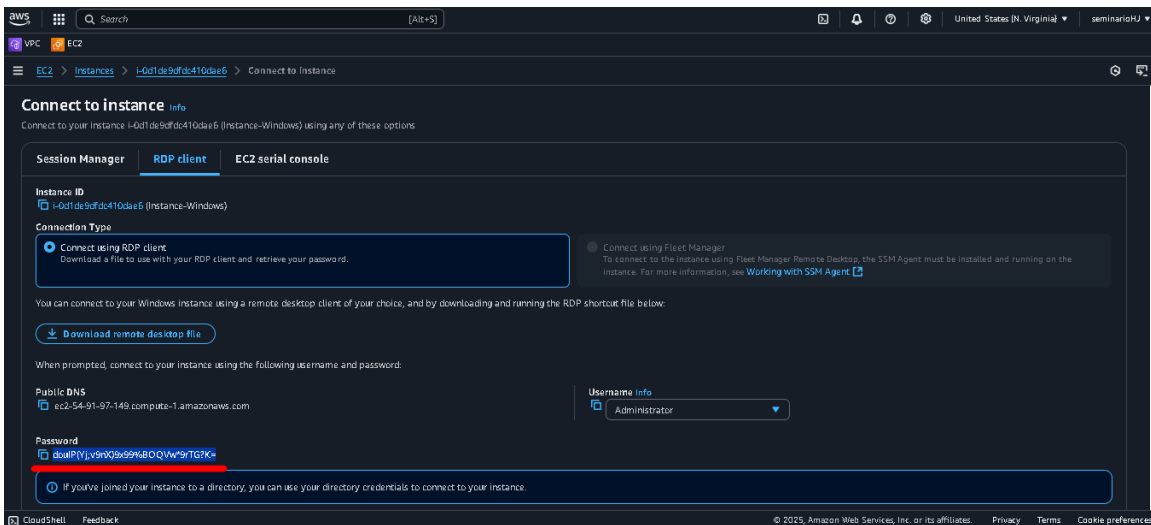 aws
Search [Alt+S] United States (N. Virginia) seminarioHJ
VPC EC2
EC2 > Instances > i-0d1de9dfdc410dae6 > Connect to instance
Connect to instance Info
Connect to your instance i-0d1de9dfdc410dae6 (Instance-Windows) using any of these options
Session Manager RDP client EC2 serial console
Instance ID
i-0d1de9dfdc410dae6 (Instance-Windows)
Connection Type
Connect using RDP client
Download a file to use with your RDP client and retrieve your password.
Connect using Fleet Manager
To connect to the instance using Fleet Manager Remote Desktop, the SSM Agent must be installed and running on the
instance. For more information, see Working with SSM Agent
You can connect to your Windows instance using a remote desktop client of your choice, and by downloading and running the RDP shortcut file below:
Download remote desktop file
When prompted, connect to your instance using the following username and password:
Public DNS
ec2-54-91-97-149.compute-1.amazonaws.com
Username Info
Administrator
Password
If you've joined your instance to a directory, you can use your directory credentials to connect to your instance.
CloudShell Feedback © 2025, Amazon Web Services, Inc. or its affiliates. Privacy Terms Cookie preferences